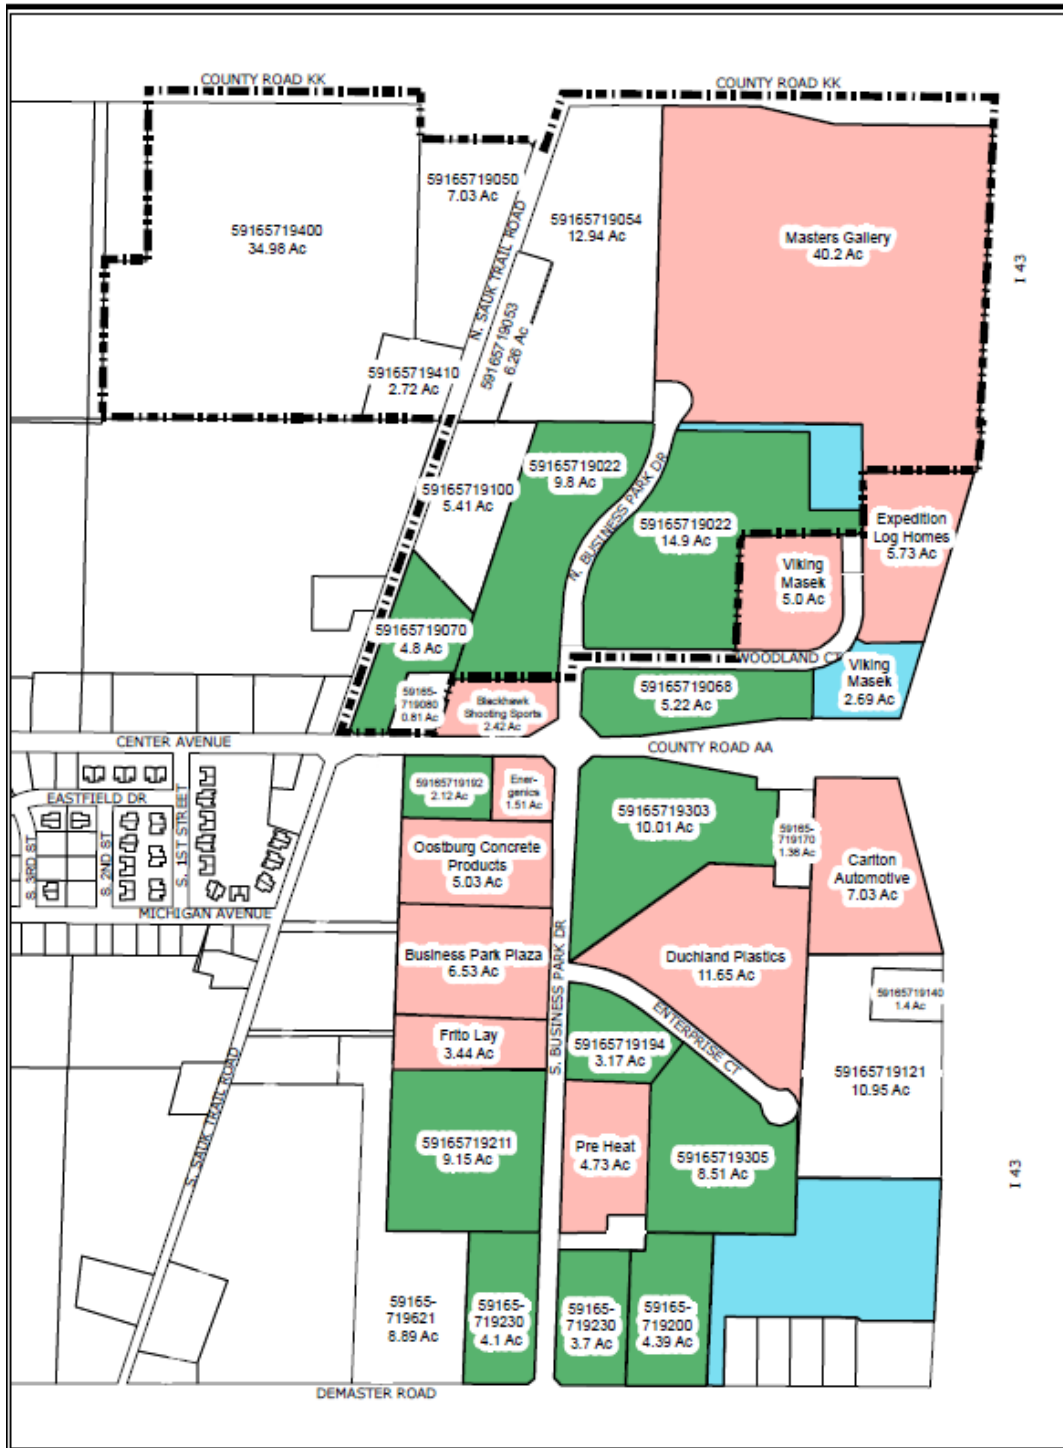 COUNTY ROAD KK
COUNTY ROAD KK
59165719050
7.03 Ac
59165719400
34.98 Ac
59165719054
12.94 Ac
Masters Gallery
40.2 Ac
I 43
N. SAUK TRAIL ROAD
59165719053
6.26 Ac
59165719410
2.72 Ac
59165719022
9.8 Ac
59165719100
5.41 Ac
N. BUSINESS PARK DR
59165719022
14.9 Ac
Expedition
Log Homes
5.73 Ac
Viking
Masek
5.0 Ac
59165719070
4.8 Ac
WOODLAND CT
Viking
Masek
2.69 Ac
59165-
719080
0.81 Ac
Blackhawk
Shooting Sports
2.42 Ac
59165719068
5.22 Ac
CENTER AVENUE
COUNTY ROAD AA
59165719192
2.12 Ac
Ener-
genics
1.51 Ac
EASTFIELD DR
S. 3RD ST
S. 2ND ST
S. 1ST STREET
59165719303
10.01 Ac
59165-
719170
1.38 Ac
Oostburg Concrete
Products
5.03 Ac
Carlton
Automotive
7.03 Ac
MICHIGAN AVENUE
Business Park Plaza
6.53 Ac
S. BUSINESS PARK DR
Duchland Plastics
11.65 Ac
59165719140
1.4 Ac
ENTERPRISE CT
Frito Lay
3.44 Ac
59165719194
3.17 Ac
59165719121
10.95 Ac
S. SAUK TRAIL ROAD
59165719211
9.15 Ac
Pre Heat
4.73 Ac
59165719305
8.51 Ac
I 43
59165-
719621
8.89 Ac
59165-
719230
4.1 Ac
59165-
719230
3.7 Ac
59165-
719200
4.39 Ac
DEMASTER ROAD